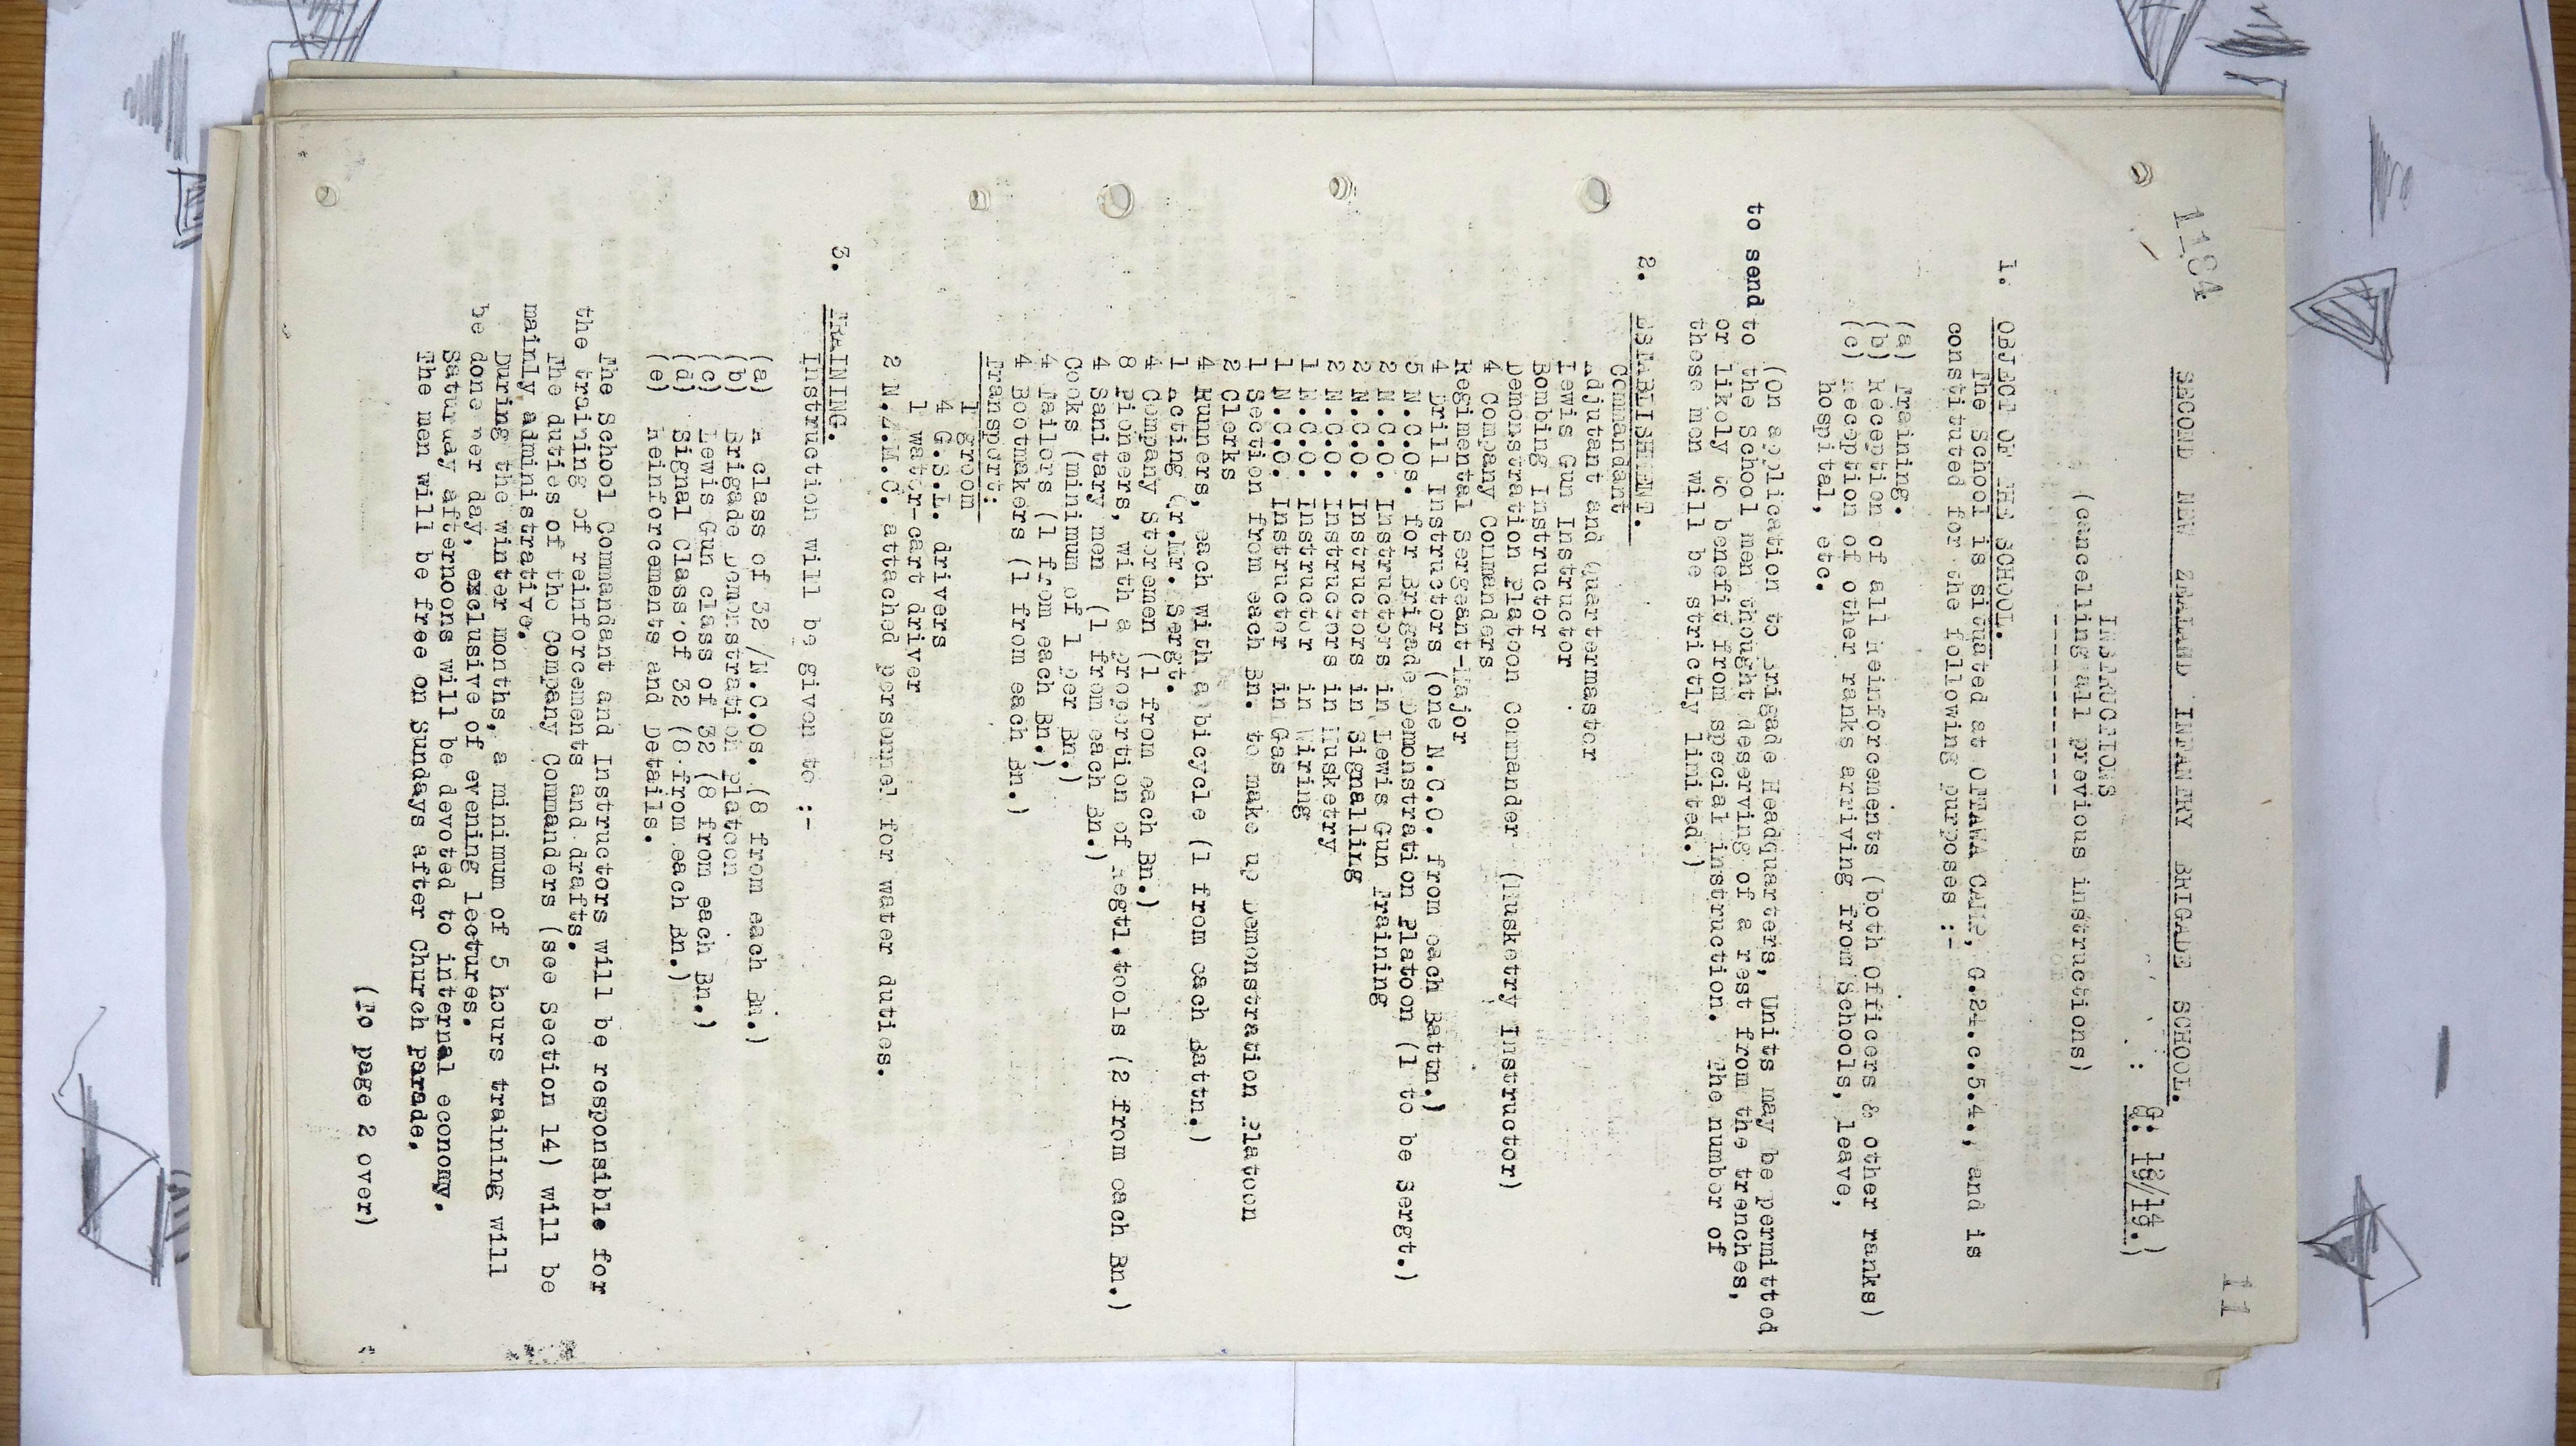 1184
11
G. 18/14.)
G. 16/19.)
SECOND NEW ZEALAND INFANTRY BRIGADE SCHOOL.
INSTRUCTIONS
(cancelling all previous instructions)
-----------
1. OBJECT OF THE SCHOOL.
The School is situated at OTTAWA CAMP, G.24.c.5.4., and is
constituted for the following purposes :-
(a) Training.
(b) Reception of all Reinforcements (both Officers & other ranks)
(c) Reception of other ranks arriving from Schools, leave,
hospital, etc.
(On application to Brigade Headquarters, Units may be permitted
to send to the School men thought deserving of a rest from the trenches,
or likely to benefit from special instruction. The number of
these men will be strictly limited.)
2. ESTABLISHMENT.
Commandant
Adjutant and Quartermaster
Lewis Gun Instructor
Bombing Instructor
Demonstration Platoon Commander (Musketry Instructor)
4 Company Commanders
Regimental Sergeant-Major
4 Drill Instructors (one N.C.O. from each Battn.)
5 N.C.Os. for Brigade Demonstration Platoon (1 to be Sergt.)
2 N.C.O. Instructors in Lewis Gun Training
2 N.C.O. Instructors in Signalling
2 N.C.O. Instructors in Musketry
1 N.C.O. Instructor in Wiring
1 N.C.O. Instructor in Gas
1 Section from each Bn. to make up Demonstration Platoon
2 Clerks
4 Runners, each with a bicycle (1 from each Battn.)
1 Acting Qr.Mr. Sergt.
4 Company Storemen (1 from each Bn.)
8 Pioneers, with a proportion of Regtl.tools (2 from each Bn.)
4 Sanitary men (1 from each Bn.)
Cooks (minimum of 1 per Bn.)
4 Tailors (1 from each Bn.)
4 Bootmakers (1 from each Bn.)
Transport:
1 groom
4 G.S.L. drivers
1 water-cart driver
2 N.Z.M.C. attached personnel for water duties.
3. TRAINING.
Instruction will be given to :-
(a) A class of 32/N.C.Os. (8 from each Bn.)
(b) Brigade Demonstration Platoon
(c) Lewis Gun class of 32 (8 from each Bn.)
(d) Signal Class of 32 (8 from each Bn.)
(e) Reinforcements and Details.
The School Commandant and Instructors will be responsible for
the training of reinforcements and drafts.
The duties of the Company Commanders (see Section 14) will be
mainly administrative.
During the winter months, a minimum of 5 hours training will
be done per day, exclusive of evening lectures.
Saturday afternoons will be devoted to internal economy.
The men will be free on Sundays after Church parade.
(To page 2 over)